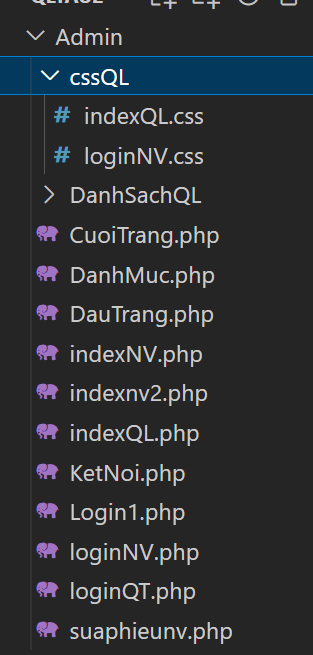 Admin
cssQL
# indexQL.css
# loginNV.css
DanhSachQL
CuoiTrang.php
DanhMuc.php
DauTrang.php
indexNV.php
indexnv2.php
indexQL.php
KetNoi.php
Login1.php
loginNV.php
loginQT.php
suaphieunv.php